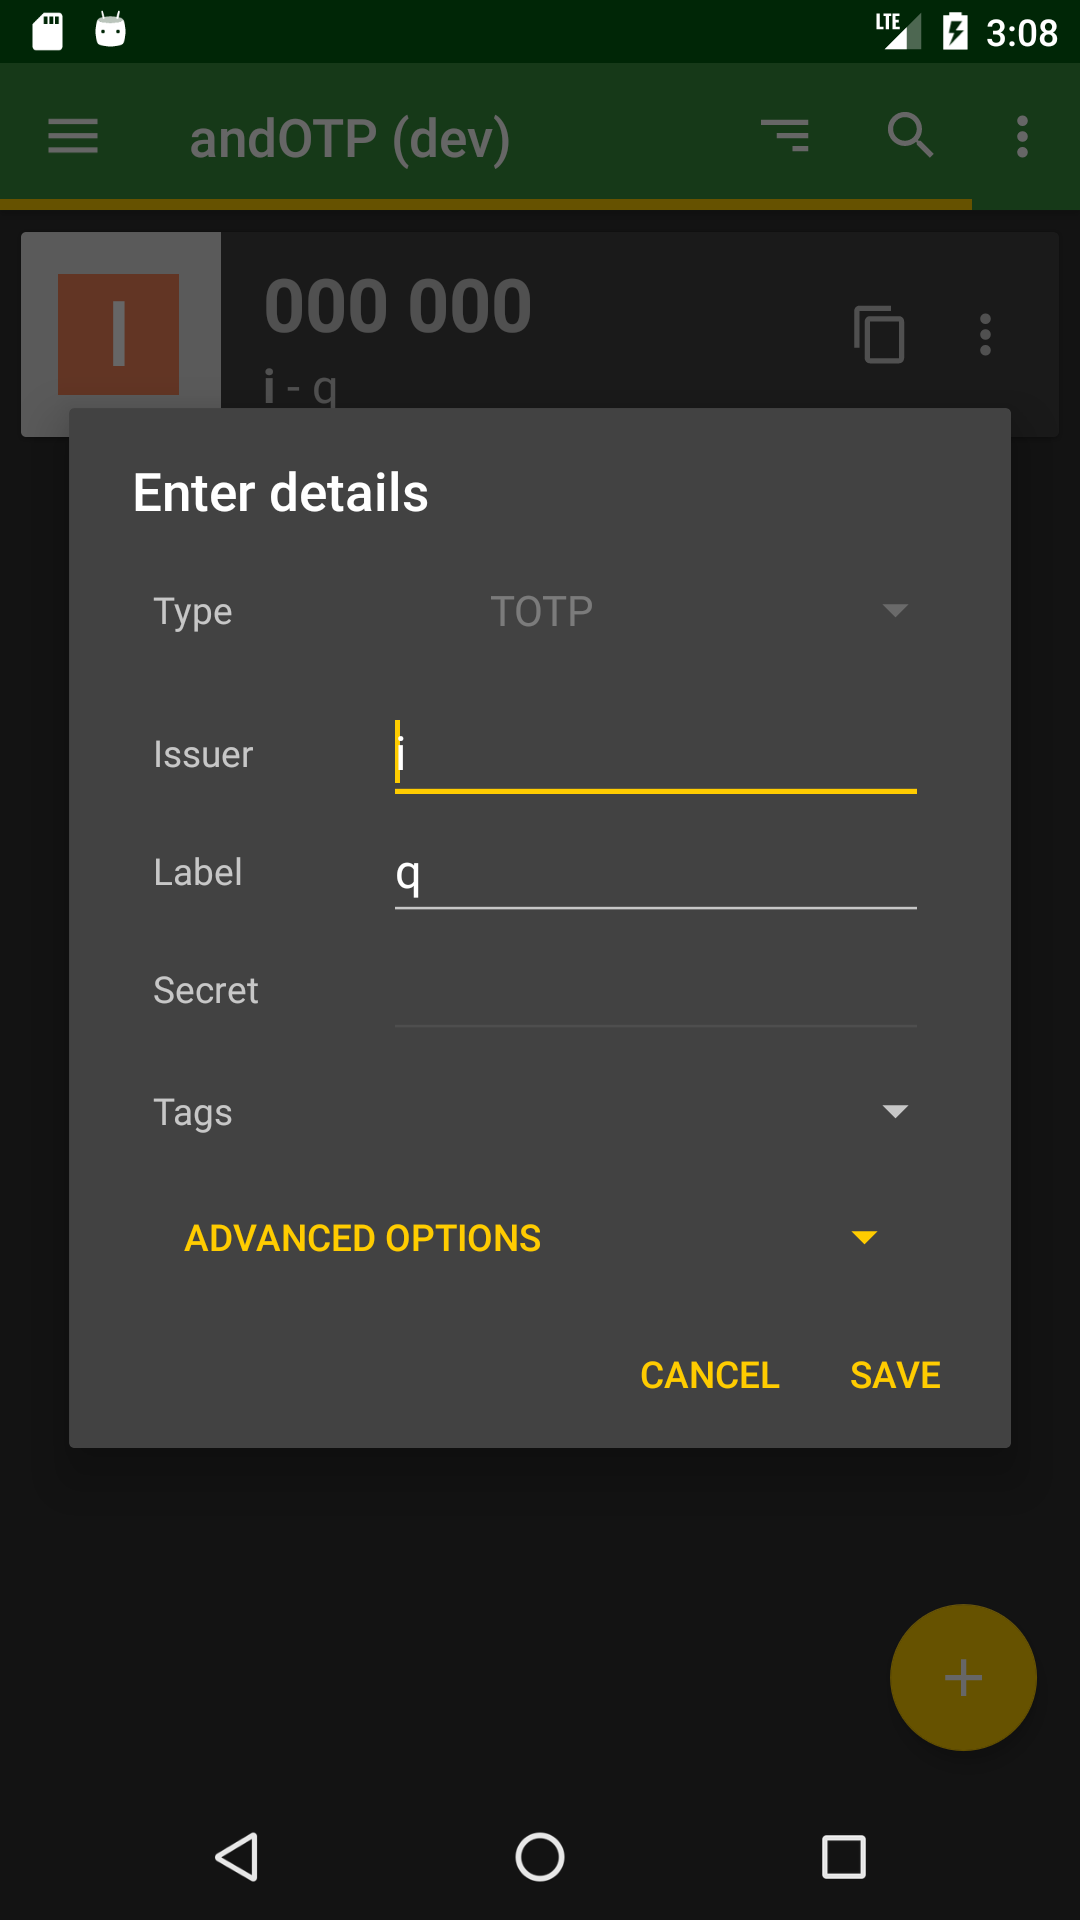 LTE 3:08
andOTP (dev)
I
000 000
i - q
Enter details
Type TOTP
Issuer i
Label q
Secret
Tags
ADVANCED OPTIONS
CANCEL SAVE